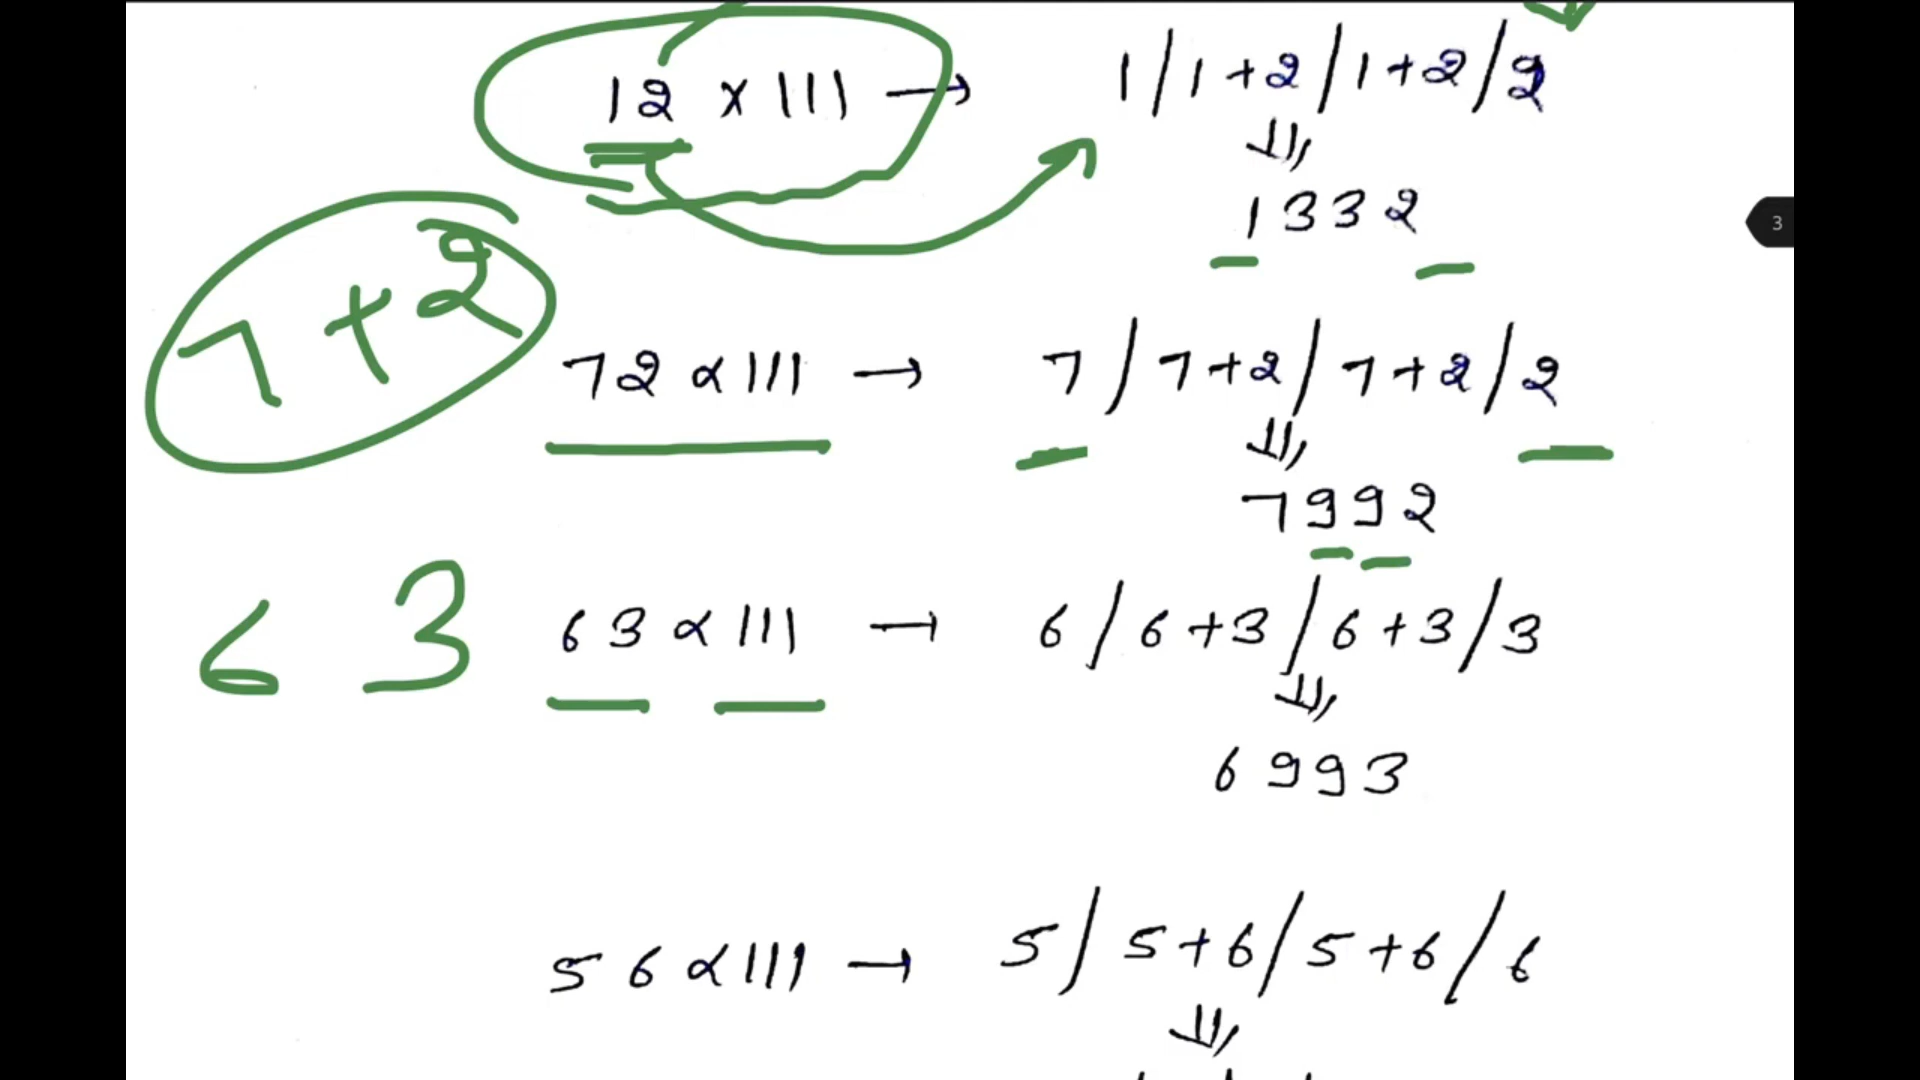 12 x 111 → 1/1+2/1+2/2
⇓
1332
7+2
72 x 111 → 7/7+2/7+2/2
⇓
7992
6 3
63 x 111 → 6/6+3/6+3/3
⇓
6993
56 x 111 → 5/5+6/5+6/6
⇓
3